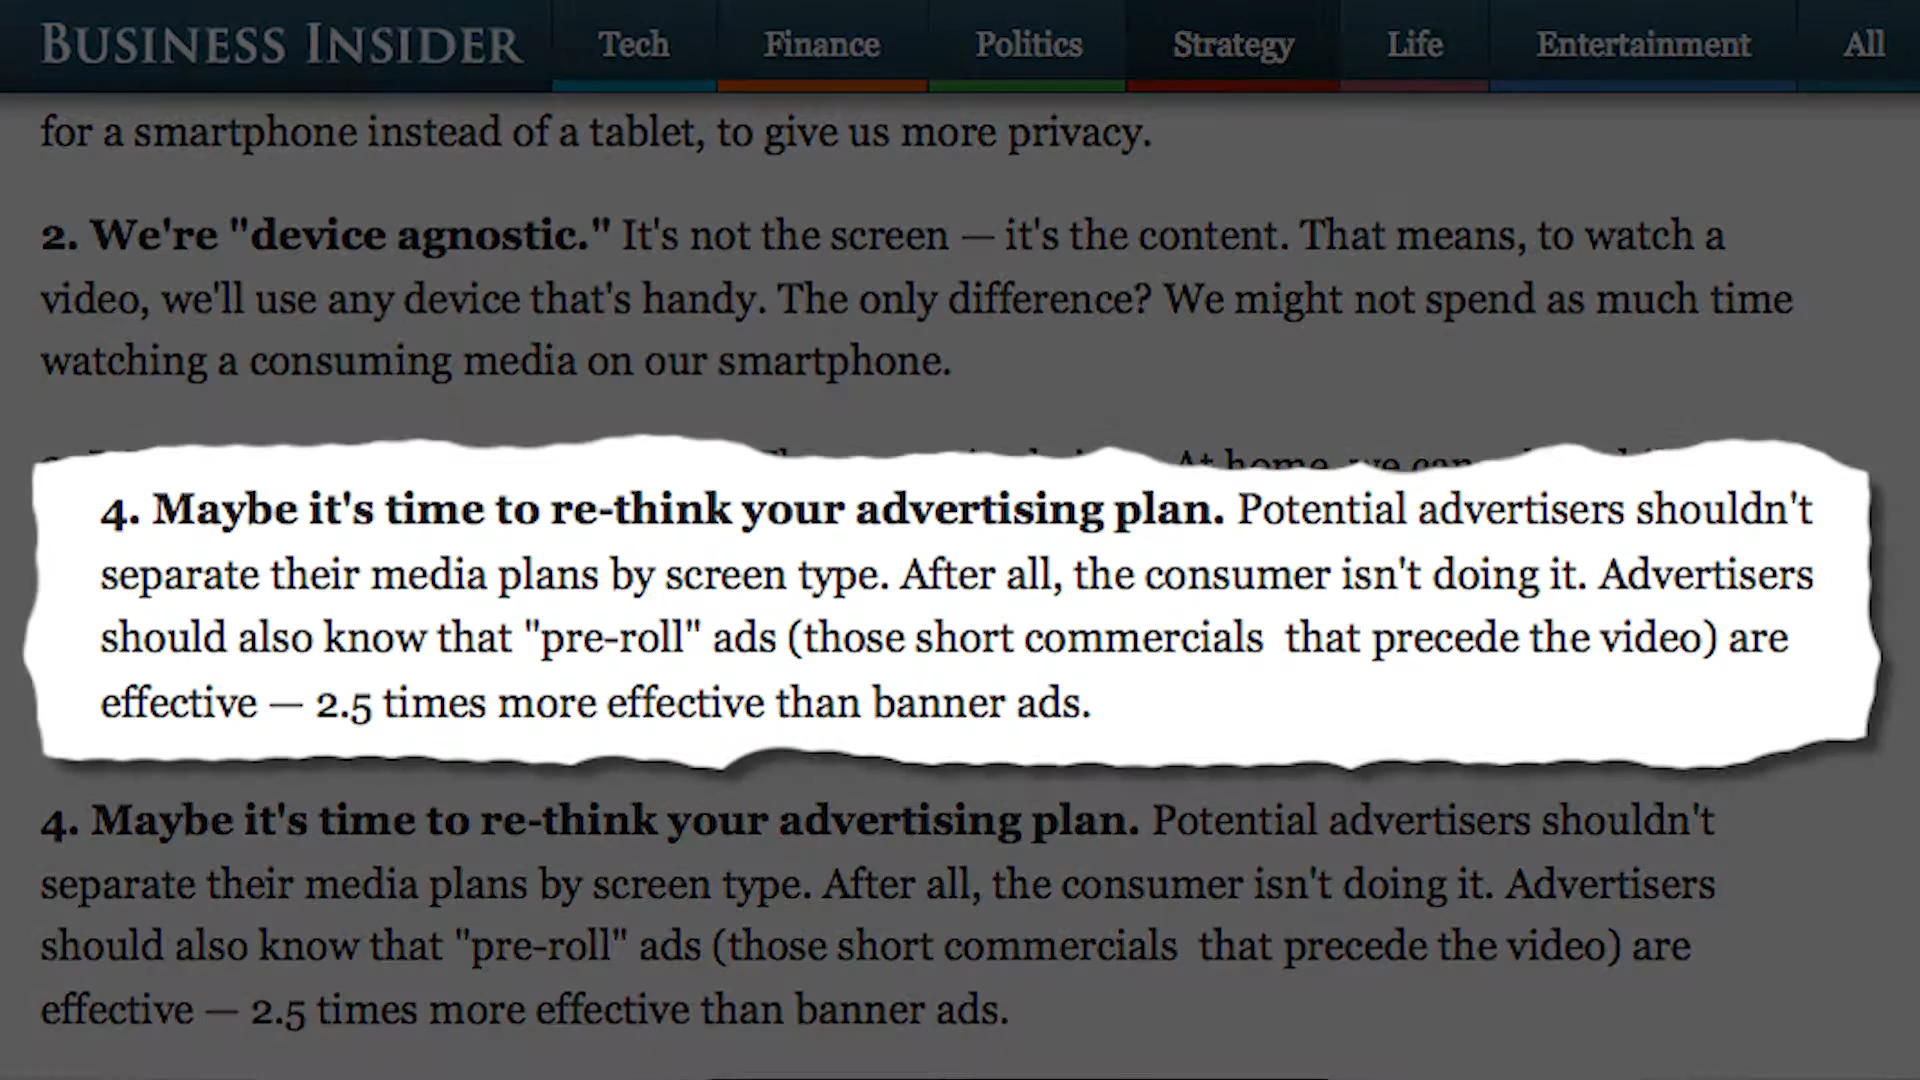 BUSINESS INSIDER Tech Finance Politics Strategy Life Entertainment All
for a smartphone instead of a tablet, to give us more privacy.
2. We're "device agnostic." It's not the screen — it's the content. That means, to watch a
video, we'll use any device that's handy. The only difference? We might not spend as much time
watching a consuming media on our smartphone.
At home, we can
4. Maybe it's time to re-think your advertising plan. Potential advertisers shouldn't
separate their media plans by screen type. After all, the consumer isn't doing it. Advertisers
should also know that "pre-roll" ads (those short commercials that precede the video) are
effective — 2.5 times more effective than banner ads.
4. Maybe it's time to re-think your advertising plan. Potential advertisers shouldn't
separate their media plans by screen type. After all, the consumer isn't doing it. Advertisers
should also know that "pre-roll" ads (those short commercials that precede the video) are
effective — 2.5 times more effective than banner ads.